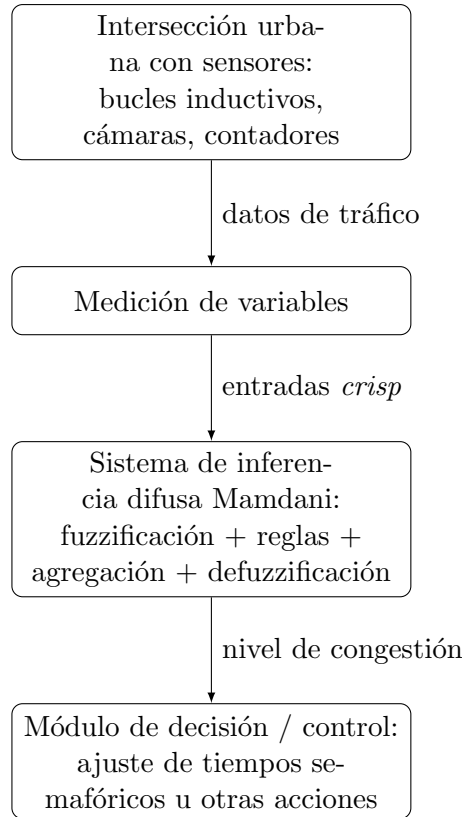 Intersección urba-
na con sensores:
bucles inductivos,
cámaras, contadores
datos de tráfico
Medición de variables
entradas crisp
Sistema de inferen-
cia difusa Mamdani:
fuzzificación + reglas +
agregación + defuzzificación
nivel de congestión
Módulo de decisión / control:
ajuste de tiempos se-
mafóricos u otras acciones